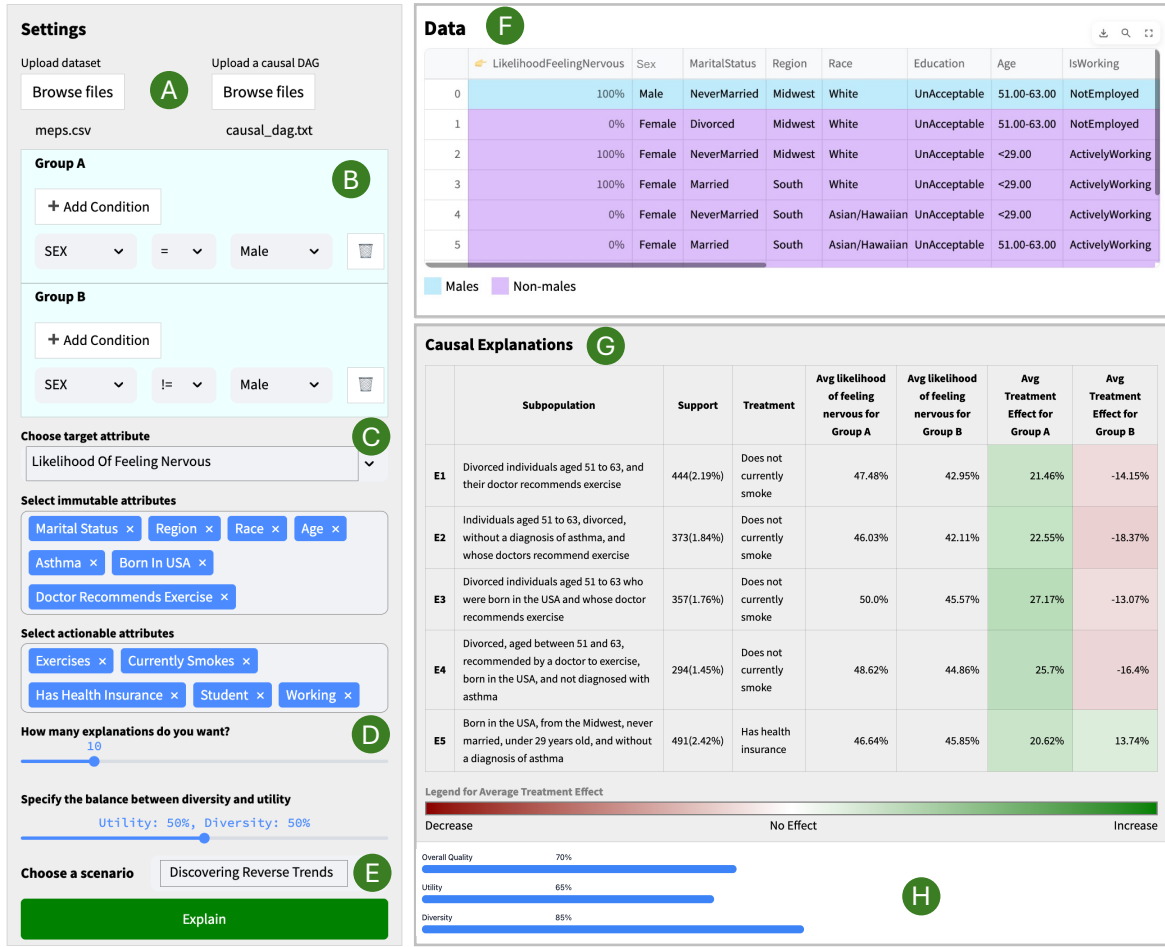 Settings
Upload dataset
Upload a causal DAG
A
Browse files
Browse files
meps.csv
causal_dag.txt
Group A
B
+ Add Condition
SEX
=
Male
Group B
+ Add Condition
SEX
!=
Male
Choose target attribute
C
Likelihood Of Feeling Nervous
Select immutable attributes
Marital Status × Region × Race × Age ×
Asthma × Born In USA ×
Doctor Recommends Exercise ×
Select actionable attributes
Exercises × Currently Smokes ×
Has Health Insurance × Student × Working ×
How many explanations do you want?
D
10
Specify the balance between diversity and utility
Utility: 50%, Diversity: 50%
Choose a scenario
Discovering Reverse Trends
E
Explain
Data
F
LikelihoodFeelingNervous Sex MaritalStatus Region Race Education Age IsWorking
0 100% Male NeverMarried Midwest White UnAcceptable 51.00-63.00 NotEmployed
1 0% Female Divorced Midwest White UnAcceptable 51.00-63.00 NotEmployed
2 100% Female NeverMarried Midwest White UnAcceptable <29.00 ActivelyWorking
3 100% Female Married South White UnAcceptable <29.00 ActivelyWorking
4 0% Female NeverMarried South Asian/Hawaiian UnAcceptable <29.00 ActivelyWorking
5 0% Female Married South Asian/Hawaiian UnAcceptable 51.00-63.00 ActivelyWorking
Males
Non-males
Causal Explanations
G
Subpopulation
Support
Treatment
Avg likelihood
of feeling
nervous for
Group A
Avg likelihood
of feeling
nervous for
Group B
Avg
Treatment
Effect for
Group A
Avg
Treatment
Effect for
Group B
E1
Divorced individuals aged 51 to 63, and
their doctor recommends exercise
444(2.19%)
Does not
currently
smoke
47.48%
42.95%
21.46%
-14.15%
E2
Individuals aged 51 to 63, divorced,
without a diagnosis of asthma, and
whose doctors recommend exercise
373(1.84%)
Does not
currently
smoke
46.03%
42.11%
22.55%
-18.37%
E3
Divorced individuals aged 51 to 63 who
were born in the USA and whose doctor
recommends exercise
357(1.76%)
Does not
currently
smoke
50.0%
45.57%
27.17%
-13.07%
E4
Divorced, aged between 51 and 63,
recommended by a doctor to exercise,
born in the USA, and not diagnosed with
asthma
294(1.45%)
Does not
currently
smoke
48.62%
44.86%
25.7%
-16.4%
E5
Born in the USA, from the Midwest, never
married, under 29 years old, and without
a diagnosis of asthma
491(2.42%)
Has health
insurance
46.64%
45.85%
20.62%
13.74%
Legend for Average Treatment Effect
Decrease
No Effect
Increase
Overall Quality 70%
Utility 65%
Diversity 85%
H